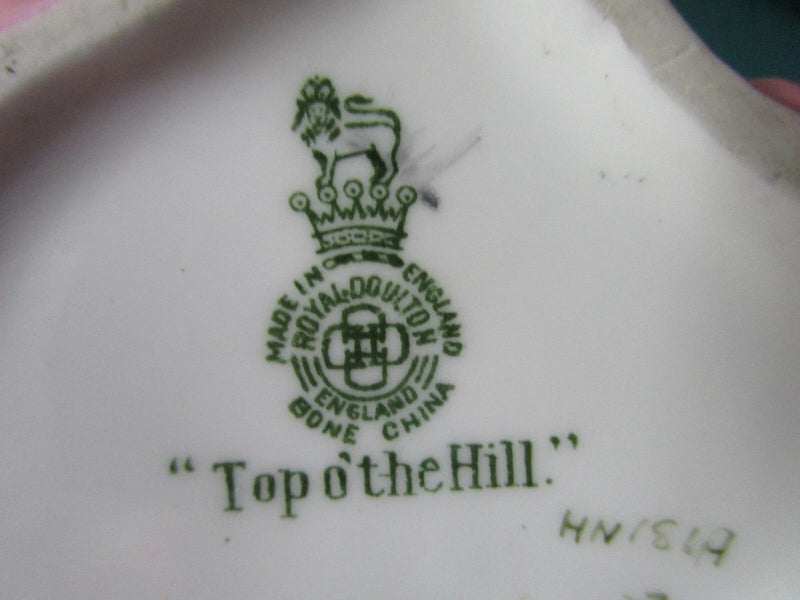 MADE IN ENGLAND
ROYAL·DOULTON
ENGLAND
BONE CHINA
"Top o'the Hill."